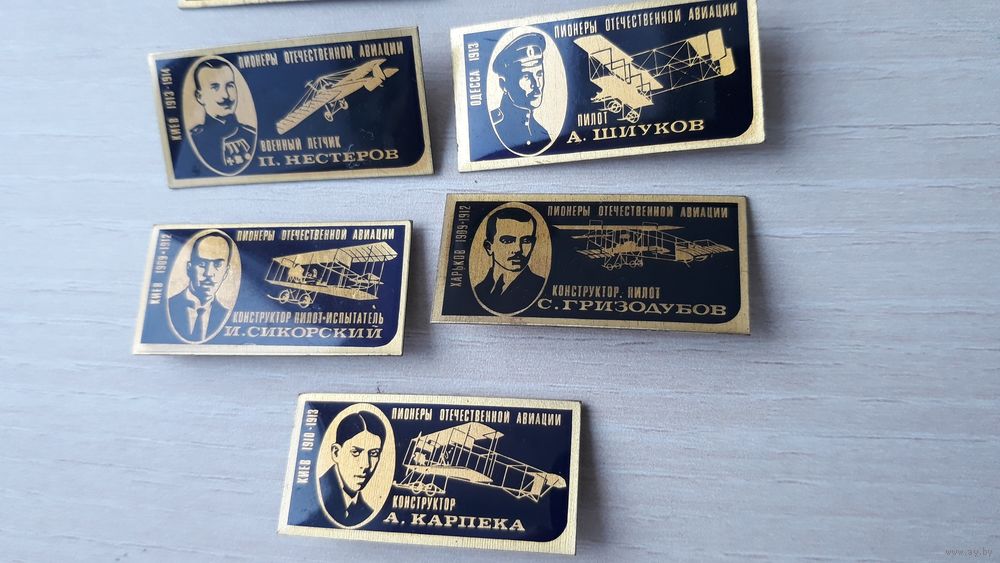 КИЕВ 1913-1914
ПИОНЕРЫ ОТЕЧЕСТВЕННОЙ АВИАЦИИ
ВОЕННЫЙ ЛЕТЧИК
П. НЕСТЕРОВ
ОДЕССА 1913
ПИОНЕРЫ ОТЕЧЕСТВЕННОЙ АВИАЦИИ
ПИЛОТ
А. ШИУКОВ
КИЕВ 1909-1912
ПИОНЕРЫ ОТЕЧЕСТВЕННОЙ АВИАЦИИ
КОНСТРУКТОР ПИЛОТ-ИСПЫТАТЕЛЬ
И. СИКОРСКИЙ
ХАРЬКОВ 1909-1912
ПИОНЕРЫ ОТЕЧЕСТВЕННОЙ АВИАЦИИ
КОНСТРУКТОР, ПИЛОТ
С. ГРИЗОДУБОВ
КИЕВ 1910-1913
ПИОНЕРЫ ОТЕЧЕСТВЕННОЙ АВИАЦИИ
КОНСТРУКТОР
А. КАРПЕКА
www.ay.by